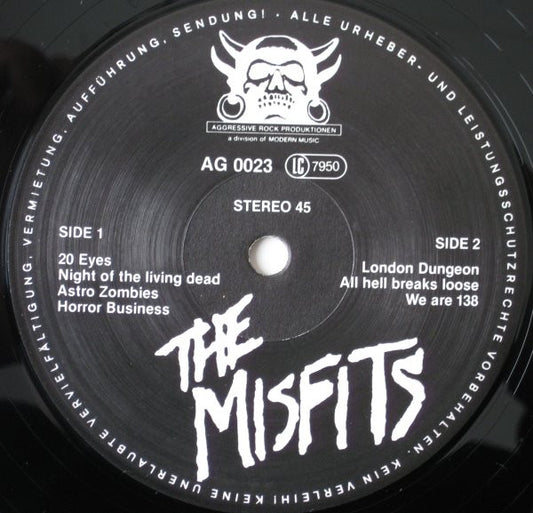 ALLE URHEBER- UND LEISTUNGSSCHUTZRECHTE VORBEHALTEN. KEIN VERLEIH! KEINE UNERLAUBTE VERVIELFÄLTIGUNG, VERMIETUNG, AUFFÜHRUNG, SENDUNG! ·
AGGRESSIVE ROCK PRODUKTIONEN
a division of MODERN MUSIC
AG 0023 LC 7950
STEREO 45
SIDE 1
20 Eyes
Night of the living dead
Astro Zombies
Horror Business
SIDE 2
London Dungeon
All hell breaks loose
We are 138
THE
MISFITS